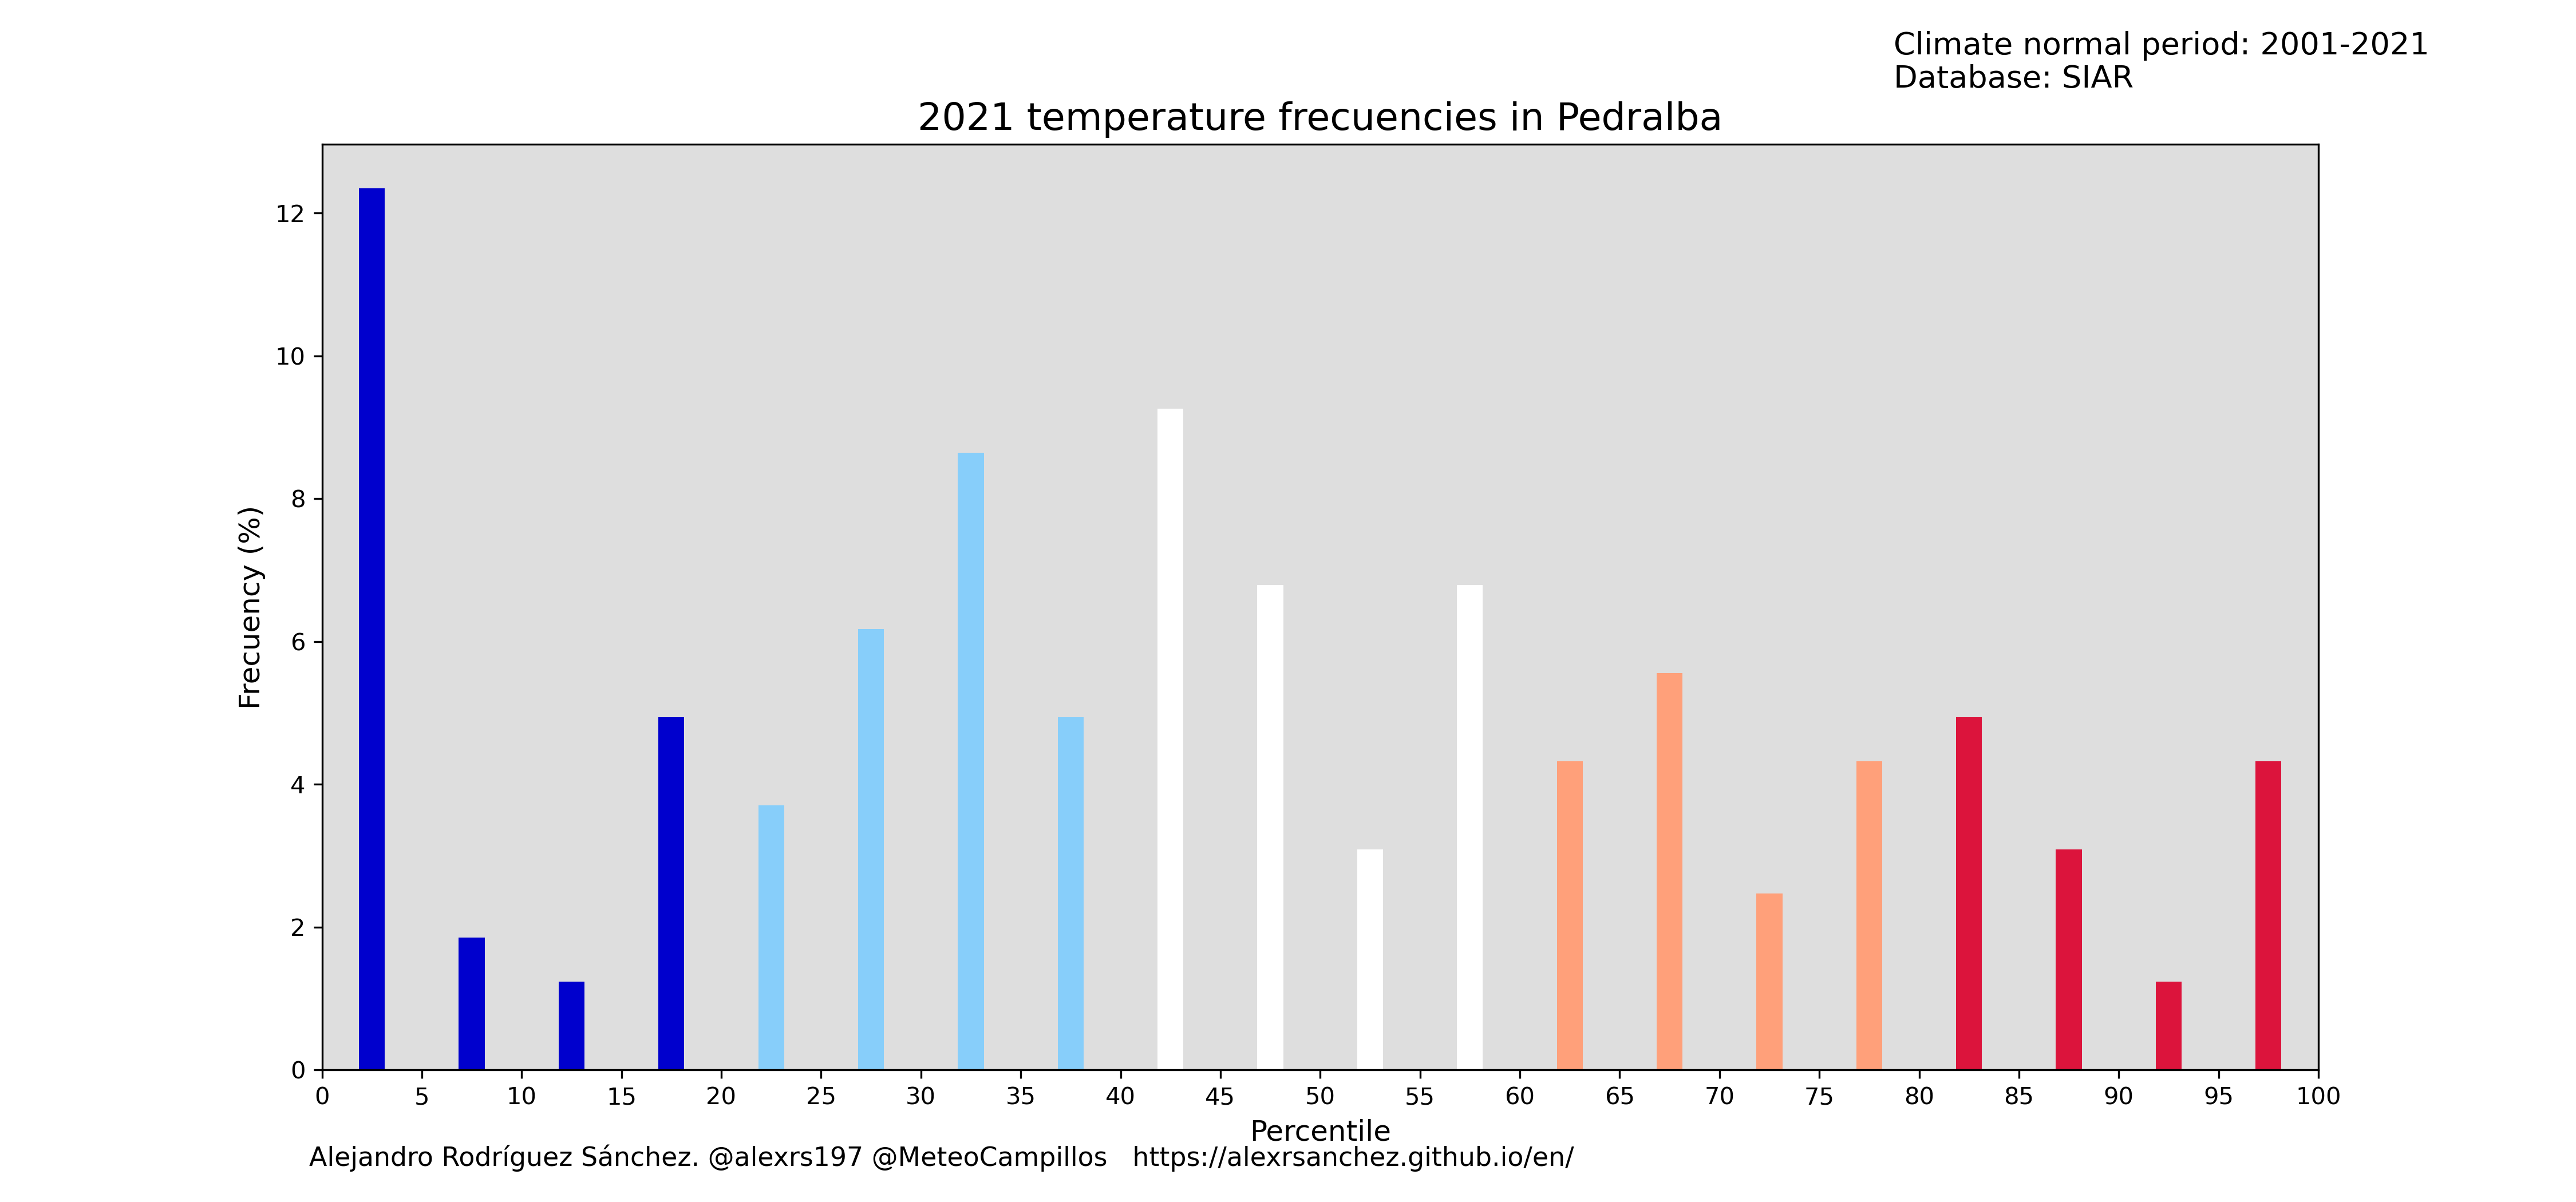 Climate normal period: 2001-2021
Database: SIAR
2021 temperature frecuencies in Pedralba
Frecuency (%)
12
10
8
6
4
2
0
0 5 10 15 20 25 30 35 40 45 50 55 60 65 70 75 80 85 90 95 100
Percentile
Alejandro Rodríguez Sánchez. @alexrs197 @MeteoCampillos https://alexrsanchez.github.io/en/